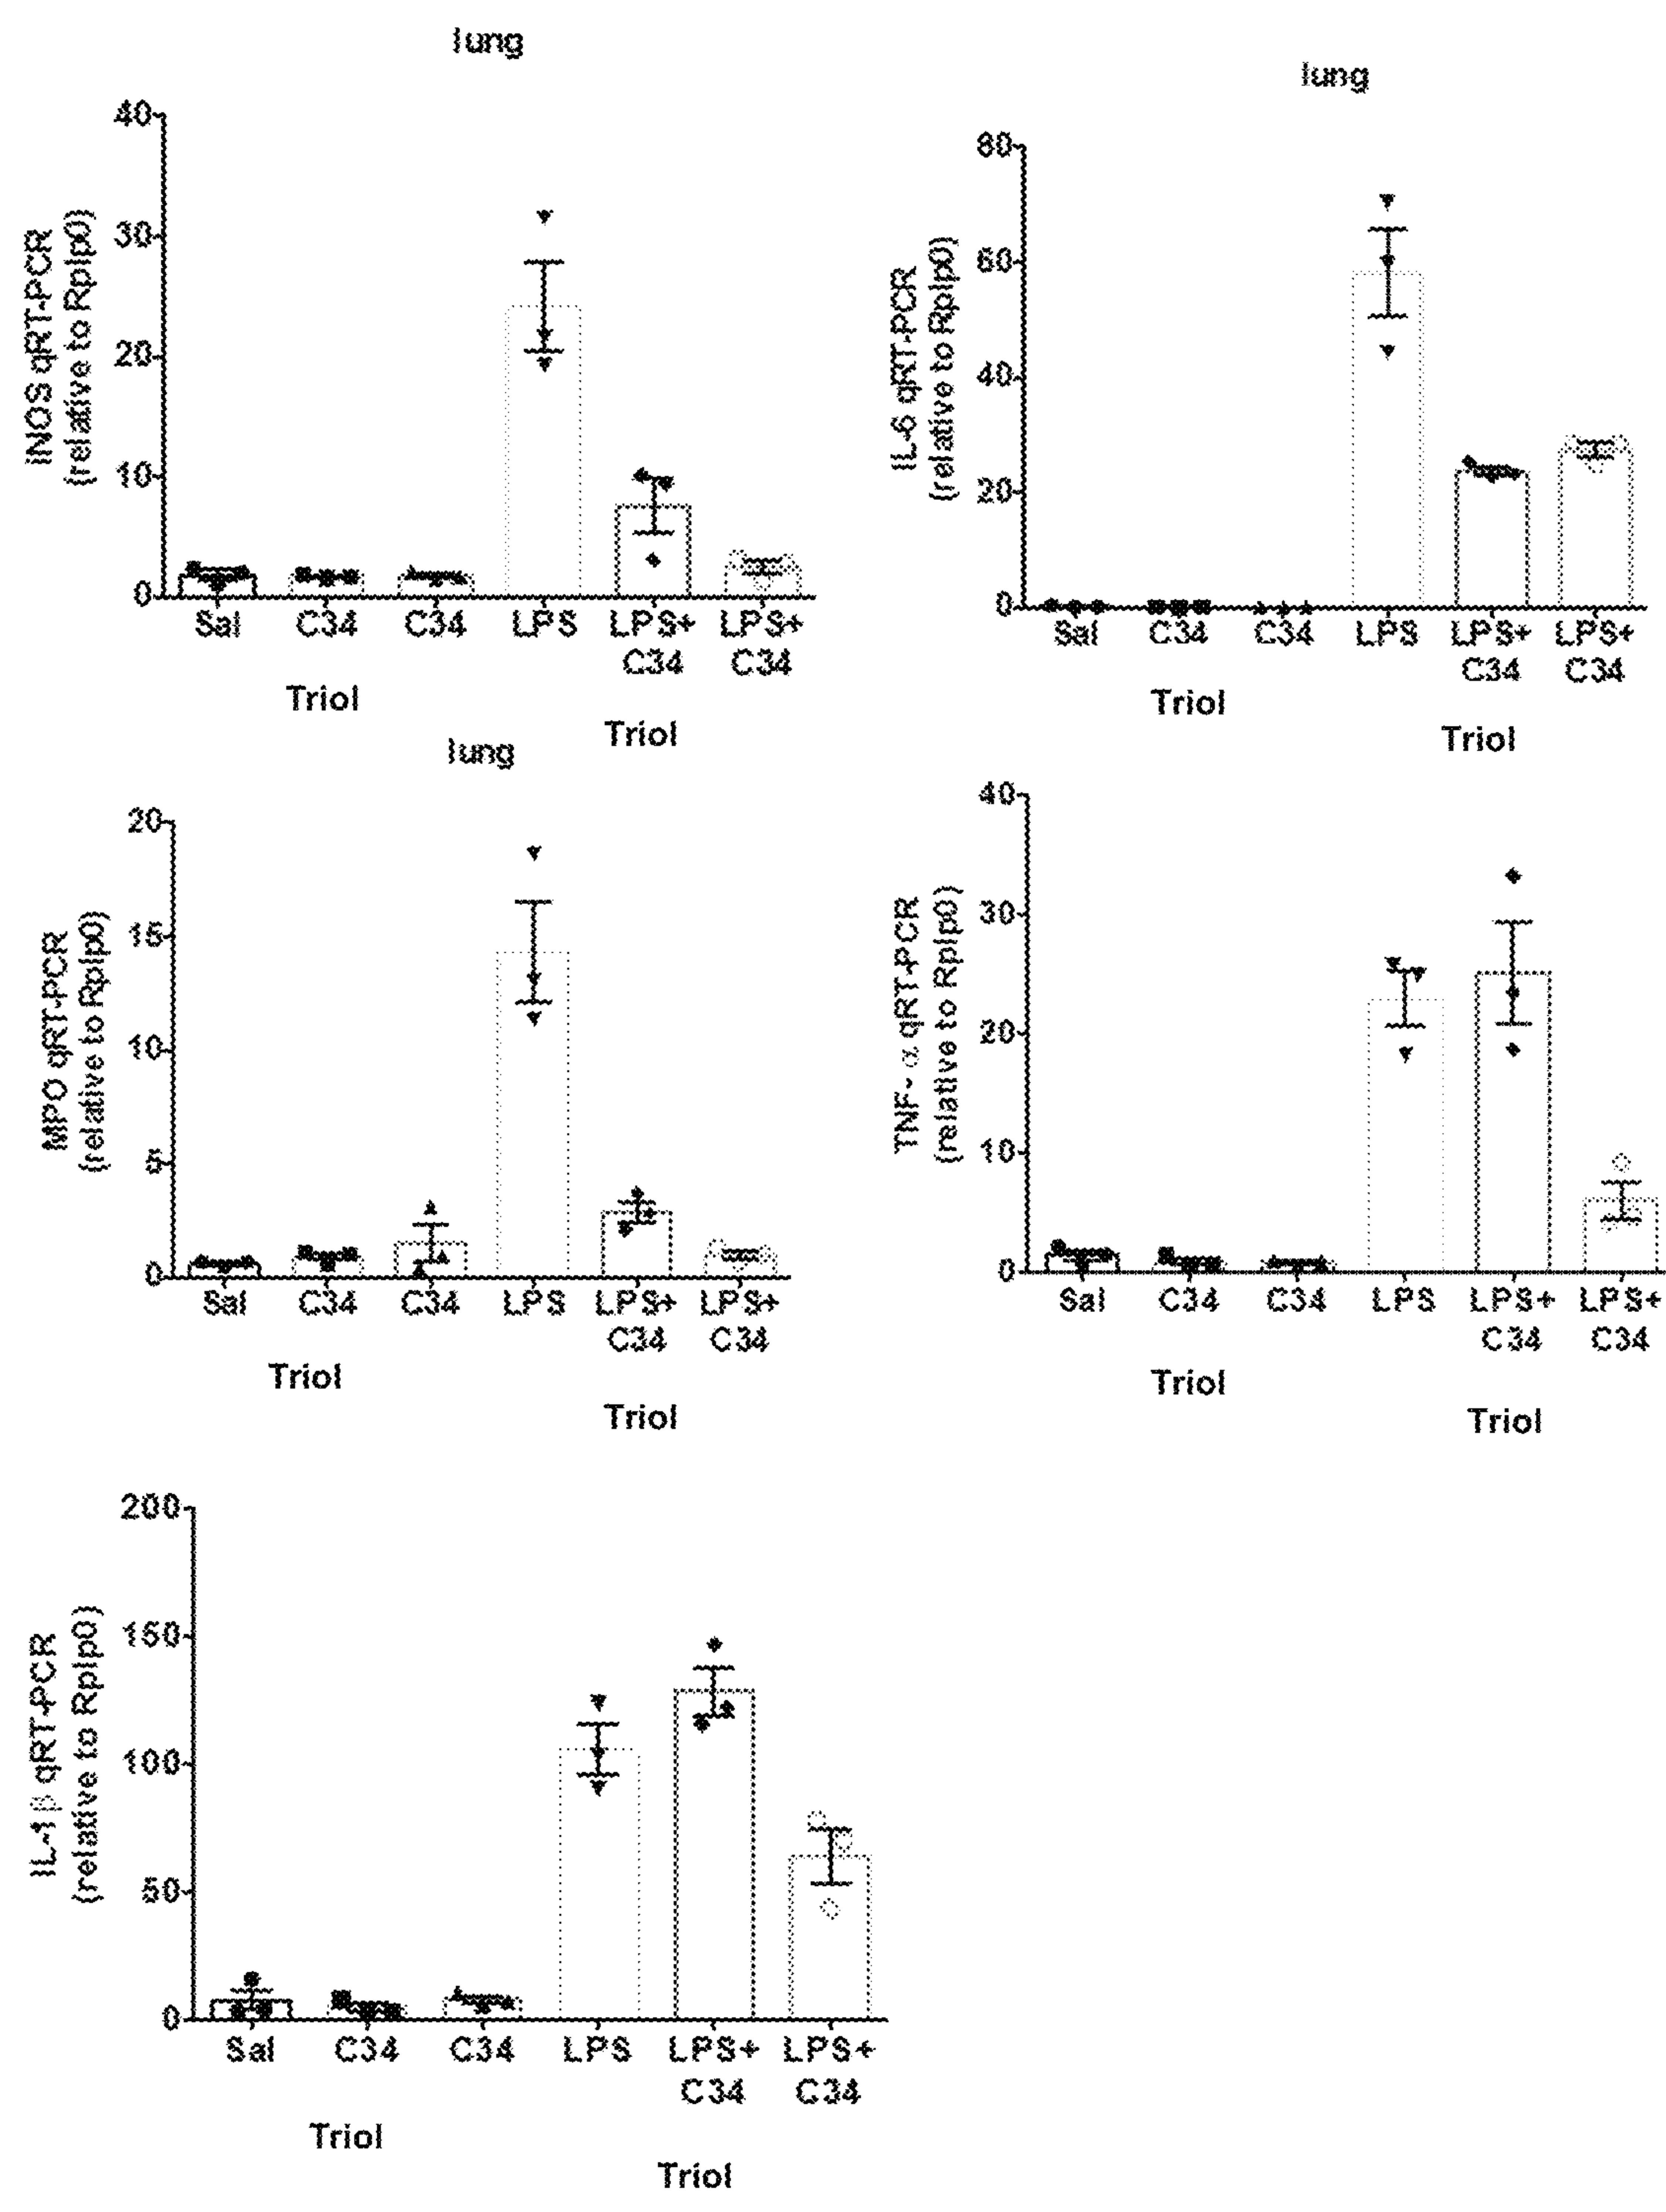 lung
40
30
20
10
0
iNOS qRT-PCR
(relative to Rplp0)
Sal C34 C34 LPS LPS+ LPS+
C34 C34
Triol
Triol
lung
80
60
40
20
0
IL-6 qRT-PCR
(relative to Rplp0)
Sal C34 C34 LPS LPS+ LPS+
C34 C34
Triol
Triol
lung
20
15
10
5
0
MPO qRT-PCR
(relative to Rplp0)
Sal C34 C34 LPS LPS+ LPS+
C34 C34
Triol
Triol
40
30
20
10
0
TNF- α qRT-PCR
(relative to Rplp0)
Sal C34 C34 LPS LPS+ LPS+
C34 C34
Triol
Triol
200
150
100
50
0
IL-1β qRT-PCR
(relative to Rplp0)
Sal C34 C34 LPS LPS+ LPS+
C34 C34
Triol
Triol